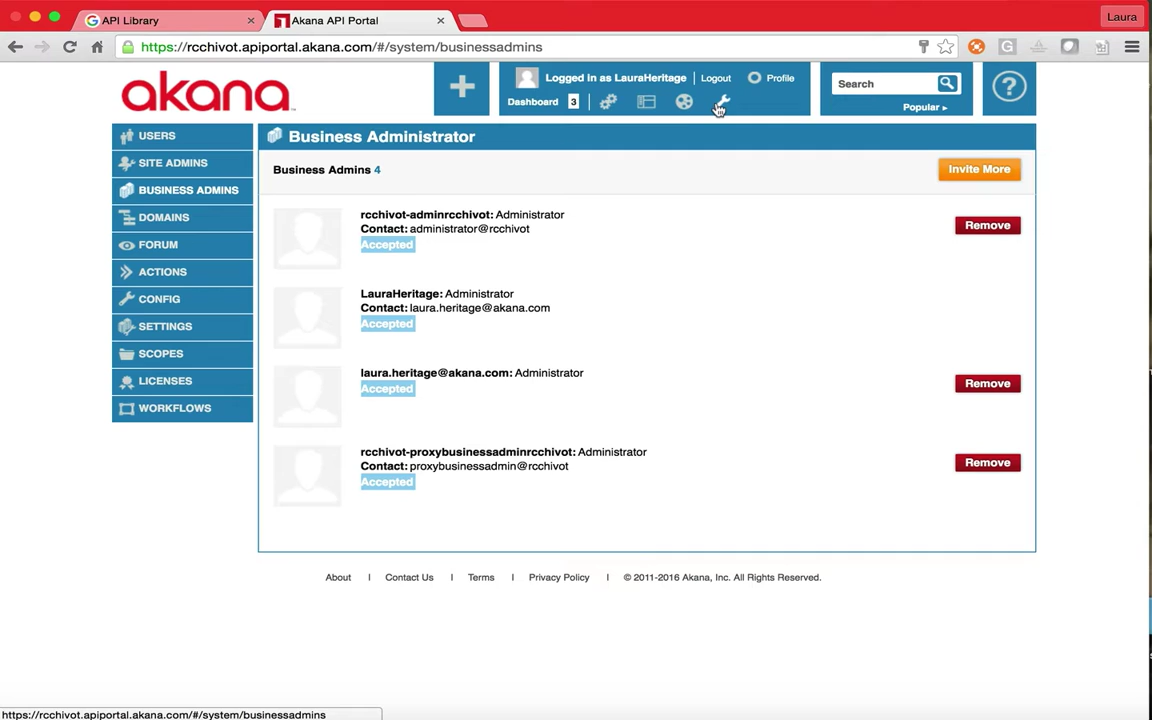 API Library
Akana API Portal
Laura
https://rcchivot.apiportal.akana.com/#/system/businessadmins
akana
Logged in as LauraHeritage | Logout Profile
Dashboard 3
Search
Popular
?
USERS
SITE ADMINS
BUSINESS ADMINS
DOMAINS
FORUM
ACTIONS
CONFIG
SETTINGS
SCOPES
LICENSES
WORKFLOWS
Business Administrator
Business Admins 4
Invite More
rcchivot-adminrcchivot: Administrator
Contact: administrator@rcchivot
Accepted
Remove
LauraHeritage: Administrator
Contact: laura.heritage@akana.com
Accepted
laura.heritage@akana.com: Administrator
Accepted
Remove
rcchivot-proxybusinessadminrcchivot: Administrator
Contact: proxybusinessadmin@rcchivot
Accepted
Remove
About | Contact Us | Terms | Privacy Policy | © 2011-2016 Akana, Inc. All Rights Reserved.
https://rcchivot.apiportal.akana.com/#/system/businessadmins